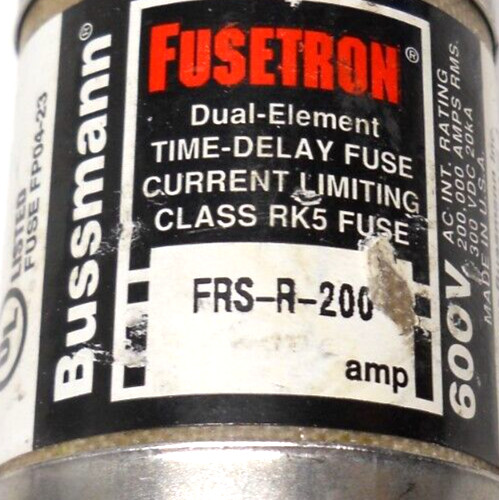 LISTED
FUSE FP04-23
UL
Bussmann®
FUSETRON®
Dual-Element
TIME-DELAY FUSE
CURRENT LIMITING
CLASS RK5 FUSE
FRS-R-200
amp
600V
AC INT. RATING
200,000 AMPS RMS.
300 VDC 20kA
MADE IN U.S.A.